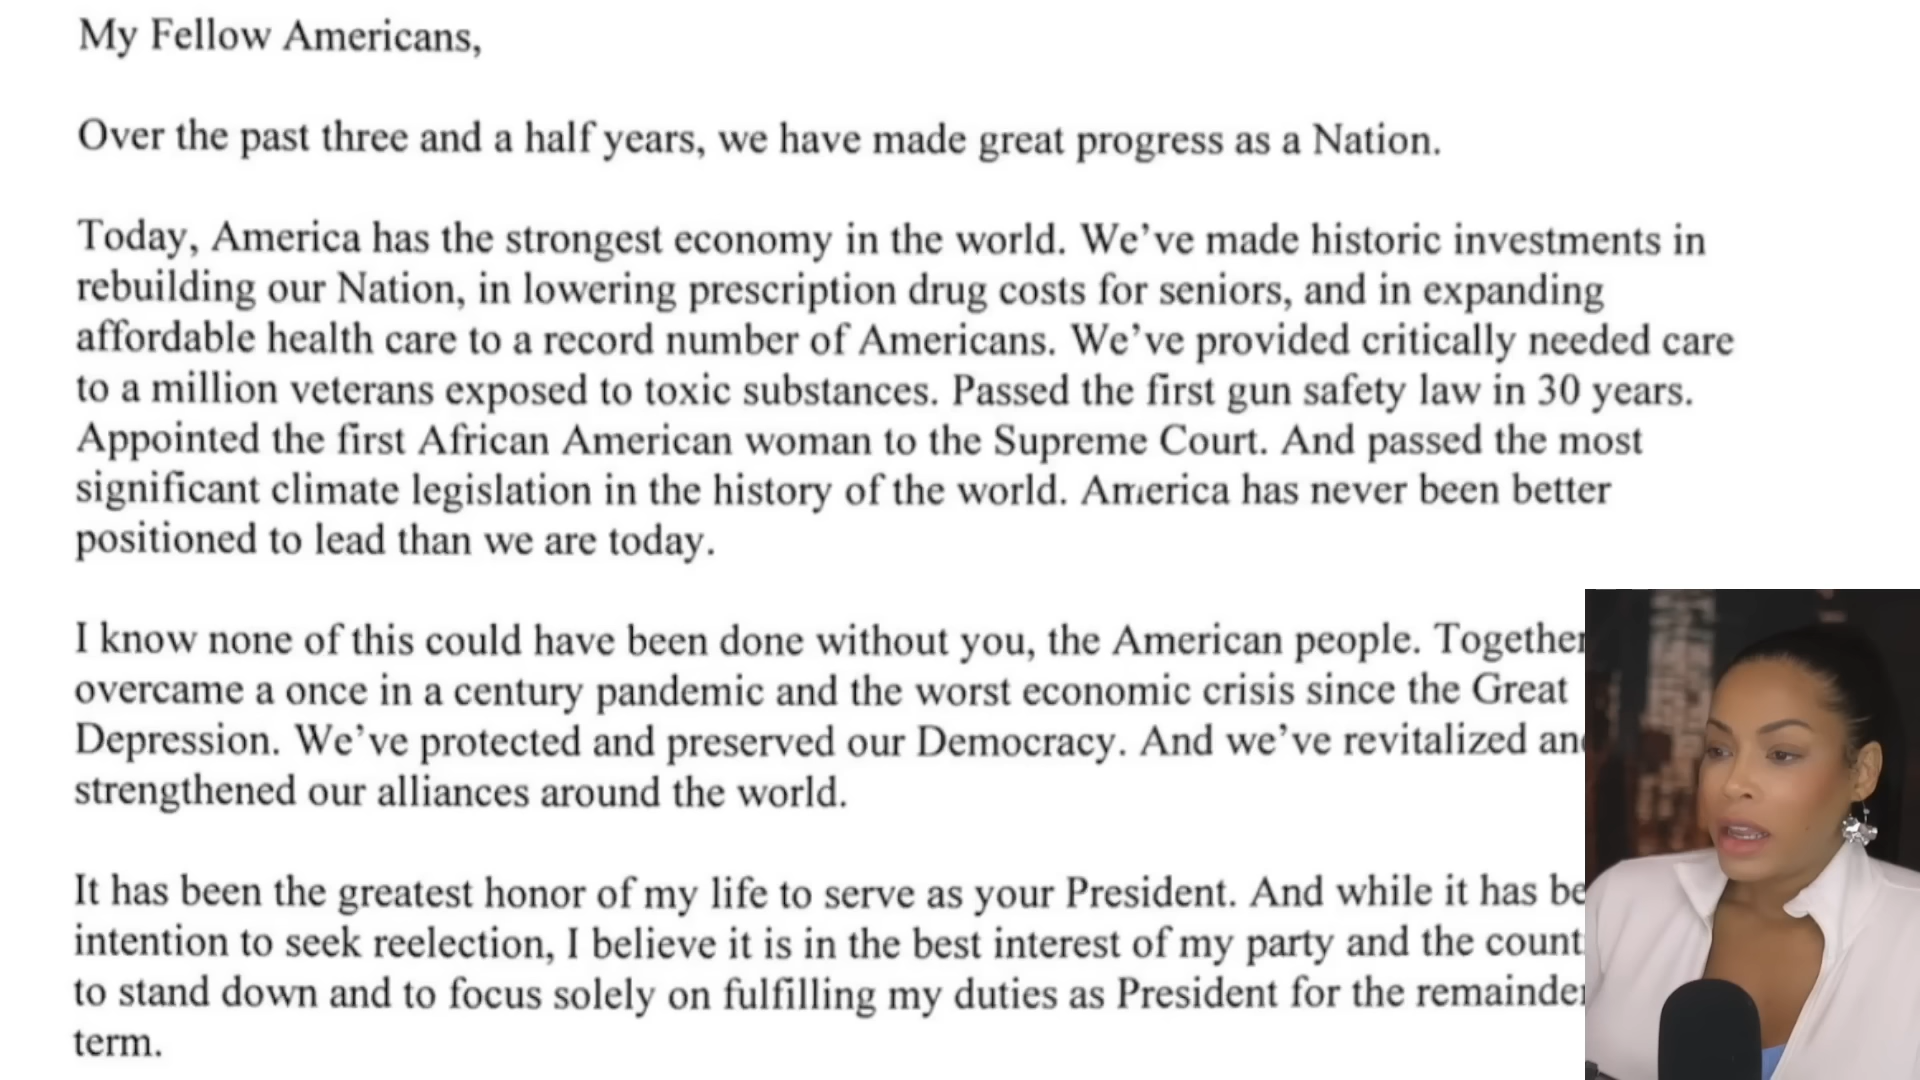 My Fellow Americans,
Over the past three and a half years, we have made great progress as a Nation.
Today, America has the strongest economy in the world. We've made historic investments in
rebuilding our Nation, in lowering prescription drug costs for seniors, and in expanding
affordable health care to a record number of Americans. We've provided critically needed care
to a million veterans exposed to toxic substances. Passed the first gun safety law in 30 years.
Appointed the first African American woman to the Supreme Court. And passed the most
significant climate legislation in the history of the world. America has never been better
positioned to lead than we are today.
I know none of this could have been done without you, the American people. Together
overcame a once in a century pandemic and the worst economic crisis since the Great
Depression. We've protected and preserved our Democracy. And we've revitalized
strengthened our alliances around the world.
It has been the greatest honor of my life to serve as your President. And while it has
intention to seek reelection, I believe it is in the best interest of my party and the
to stand down and to focus solely on fulfilling my duties as President for the remainder
term.